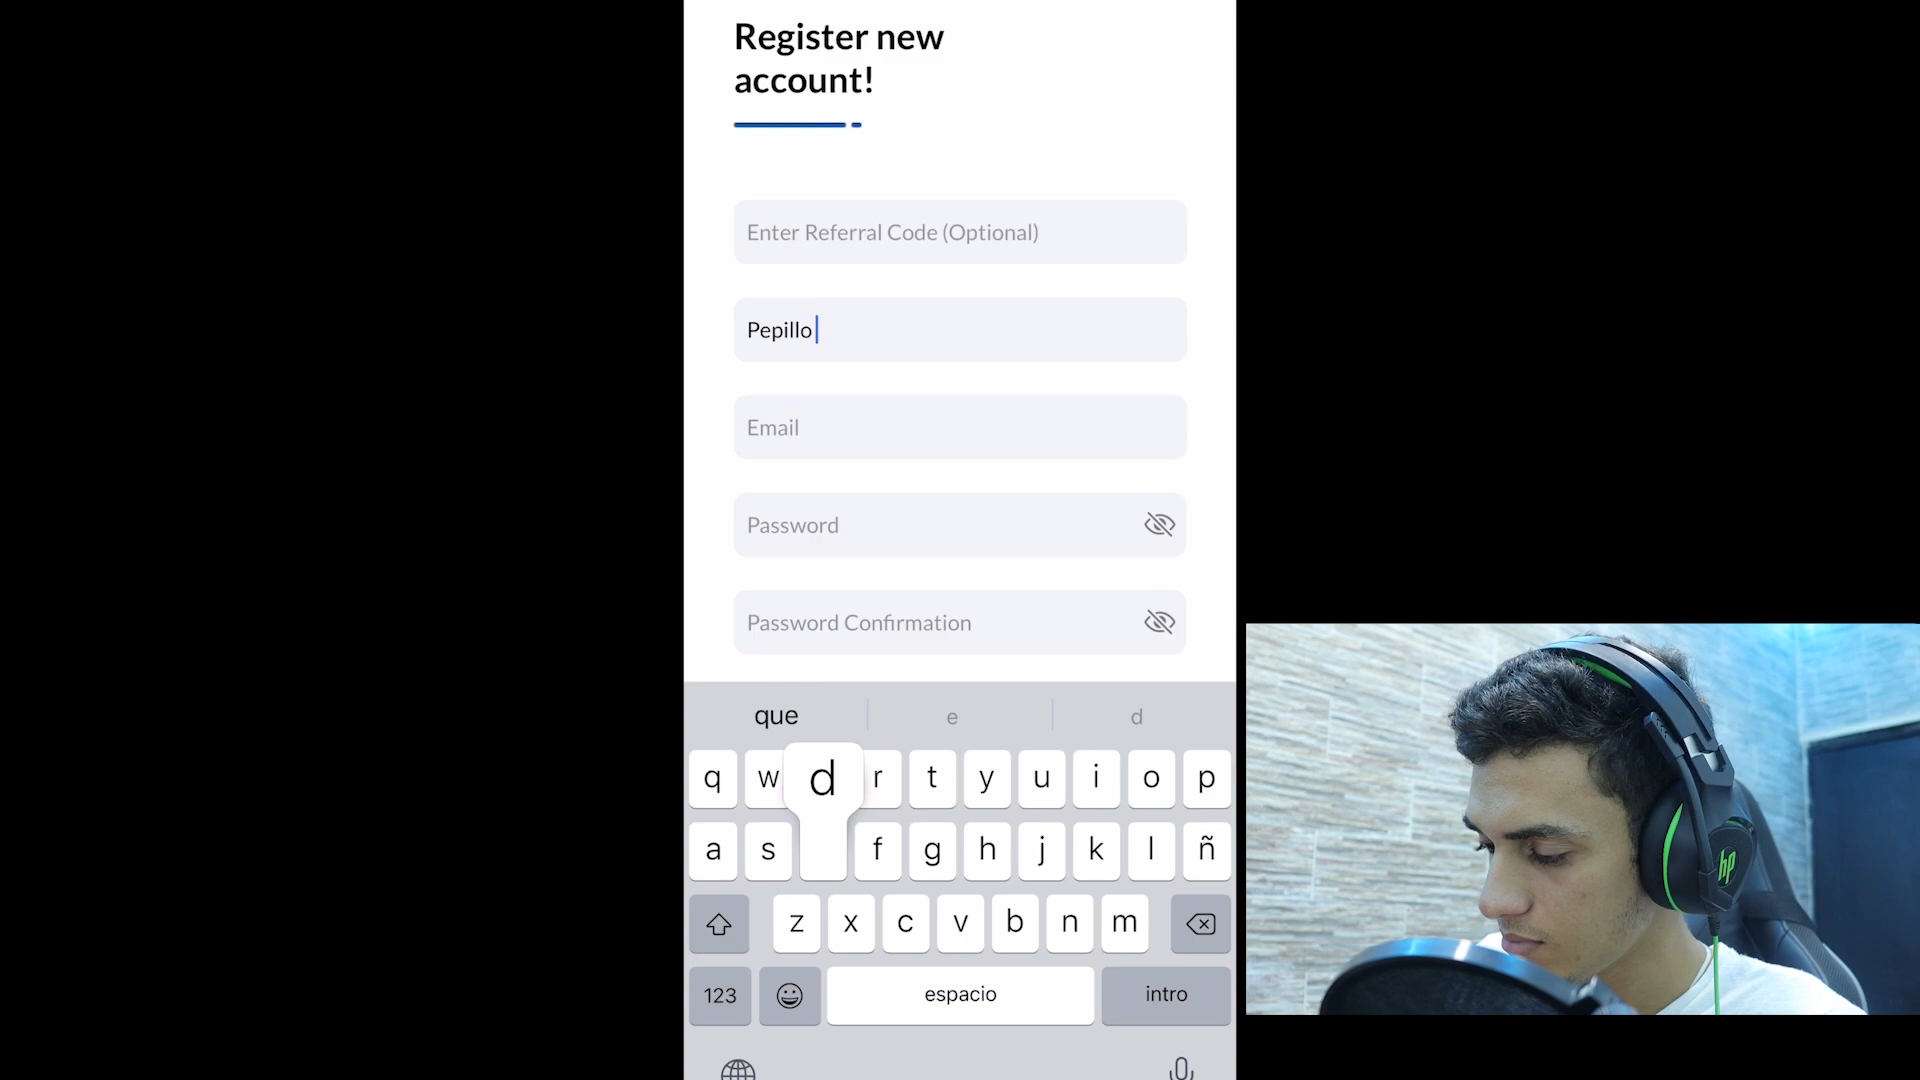 Register new
account!
Enter Referral Code (Optional)
Pepillo
Email
Password
Password Confirmation
que e d
q w d r t y u i o p
a s f g h j k l ñ
z x c v b n m
123 espacio intro
hp